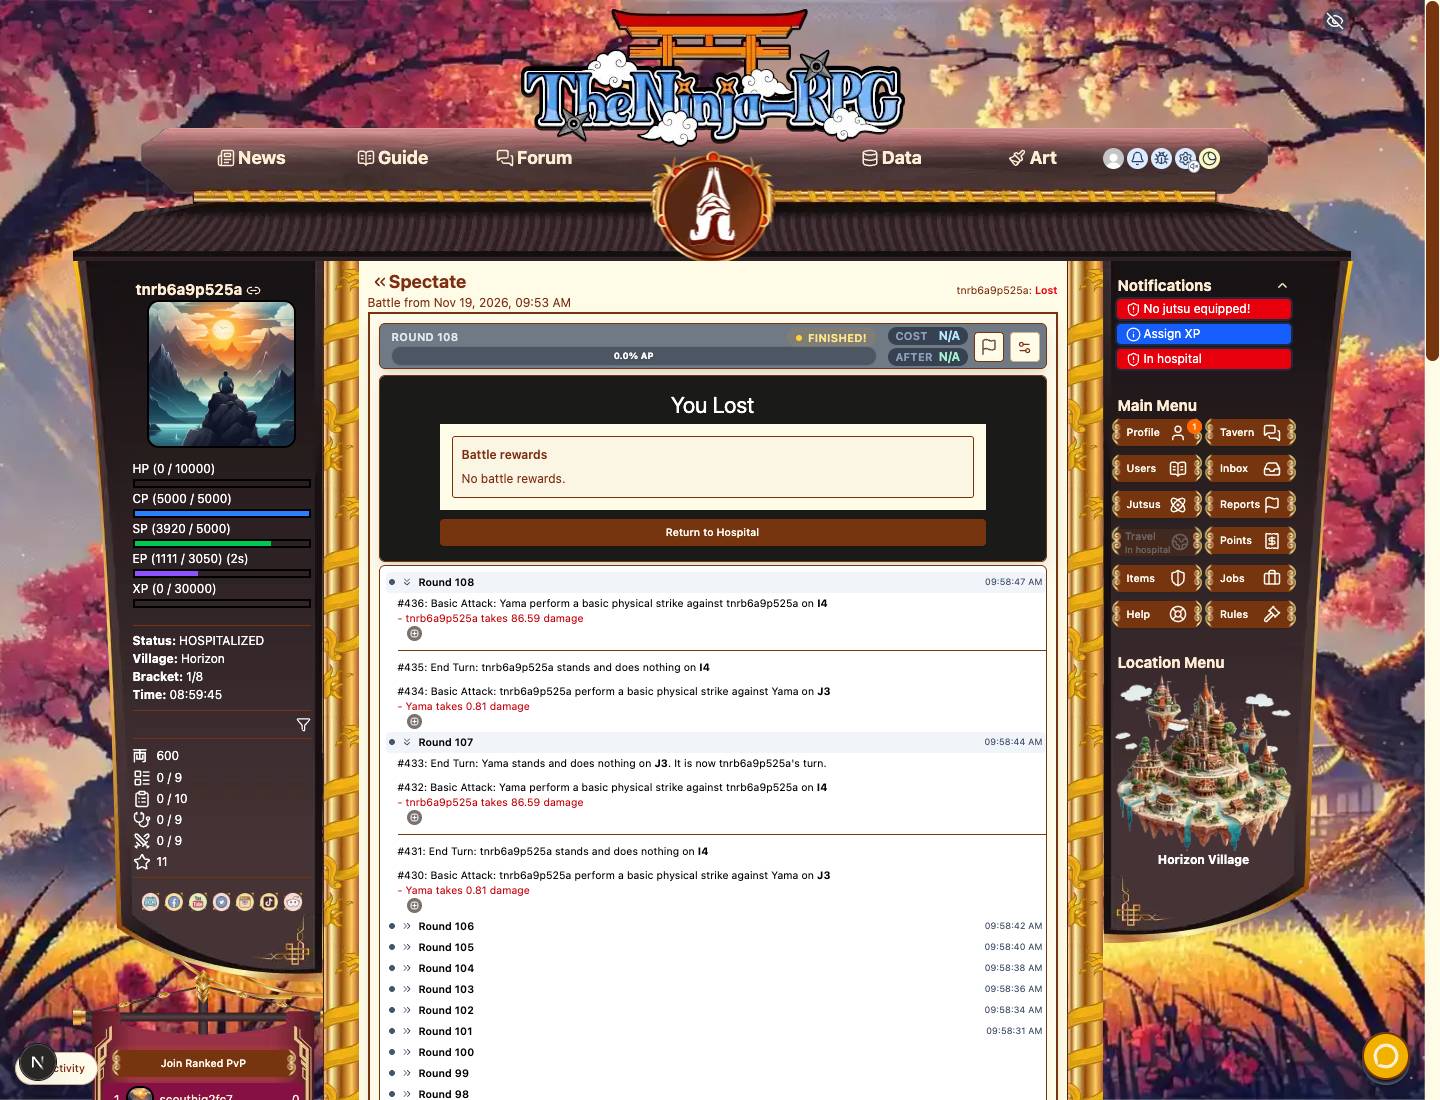 TheNinja-RPG
News
Guide
Forum
Data
Art
tnrb6a9p525a
HP (0 / 10000)
CP (5000 / 5000)
SP (3920 / 5000)
EP (1111 / 3050) (2s)
XP (0 / 30000)
Status: HOSPITALIZED
Village: Horizon
Bracket: 1/8
Time: 08:59:45
両 600
0 / 9
0 / 10
0 / 9
0 / 9
11
Join Ranked PvP
N
ctivity
Spectate
Battle from Nov 19, 2026, 09:53 AM
tnrb6a9p525a: Lost
ROUND 108
FINISHED!
0.0% AP
COST N/A
AFTER N/A
You Lost
Battle rewards
No battle rewards.
Return to Hospital
Round 108 09:58:47 AM
#436: Basic Attack: Yama perform a basic physical strike against tnrb6a9p525a on I4
- tnrb6a9p525a takes 86.59 damage
#435: End Turn: tnrb6a9p525a stands and does nothing on I4
#434: Basic Attack: tnrb6a9p525a perform a basic physical strike against Yama on J3
- Yama takes 0.81 damage
Round 107 09:58:44 AM
#433: End Turn: Yama stands and does nothing on J3. It is now tnrb6a9p525a's turn.
#432: Basic Attack: Yama perform a basic physical strike against tnrb6a9p525a on I4
- tnrb6a9p525a takes 86.59 damage
#431: End Turn: tnrb6a9p525a stands and does nothing on I4
#430: Basic Attack: tnrb6a9p525a perform a basic physical strike against Yama on J3
- Yama takes 0.81 damage
Round 106 09:58:42 AM
Round 105 09:58:40 AM
Round 104 09:58:38 AM
Round 103 09:58:36 AM
Round 102 09:58:34 AM
Round 101 09:58:31 AM
Round 100
Round 99
Round 98
Notifications
No jutsu equipped!
Assign XP
In hospital
Main Menu
Profile 1
Tavern
Users
Inbox
Jutsus
Reports
Travel
In hospital
Points
Items
Jobs
Help
Rules
Location Menu
Horizon Village